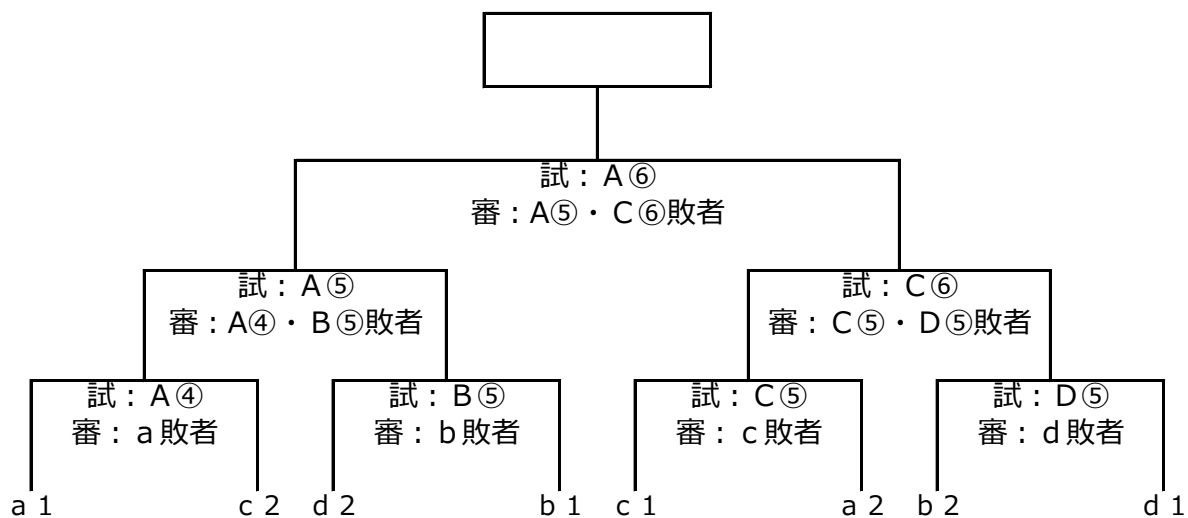 試：Ａ⑥
審：A⑤・Ｃ⑥敗者
試：Ａ⑤
審：A④・Ｂ⑤敗者
試：Ｃ⑥
審：Ｃ⑤・Ｄ⑤敗者
試：Ａ④
審：ａ敗者
試：Ｂ⑤
審：ｂ敗者
試：Ｃ⑤
審：ｃ敗者
試：Ｄ⑤
審：ｄ敗者
ａ１
ｃ２
ｄ２
ｂ１
ｃ１
ａ２
ｂ２
ｄ１